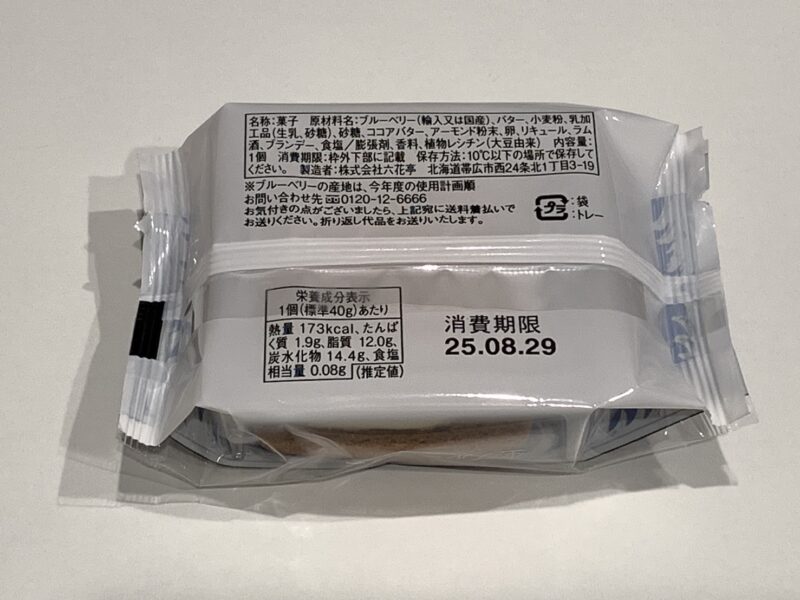 名称:菓子 原材料名:ブルーベリー(輸入又は国産)、バター、小麦粉、乳加
工品(生乳、砂糖)、砂糖、ココアバター、アーモンド粉末、卵、リキュール、ラム
酒、ブランデー、食塩/膨張剤、香料、植物レシチン(大豆由来) 内容量:
1個 消費期限:枠外下部に記載 保存方法:10℃以下の場所で保存して
ください。 製造者:株式会社六花亭 北海道帯広市西24条北1丁目3-19
※ブルーベリーの産地は、今年度の使用計画順
お問い合わせ先 0120-12-6666
お気付きの点がございましたら、上記宛に送料着払いで
お送りください。折り返し代品をお送りいたします。
プラ
:袋
:トレー
栄養成分表示
1個(標準40g)あたり
熱量 173kcal、たんぱ
く質 1.9g、脂質 12.0g、
炭水化物 14.4g、食塩
相当量 0.08g (推定値)
消費期限
25.08.29